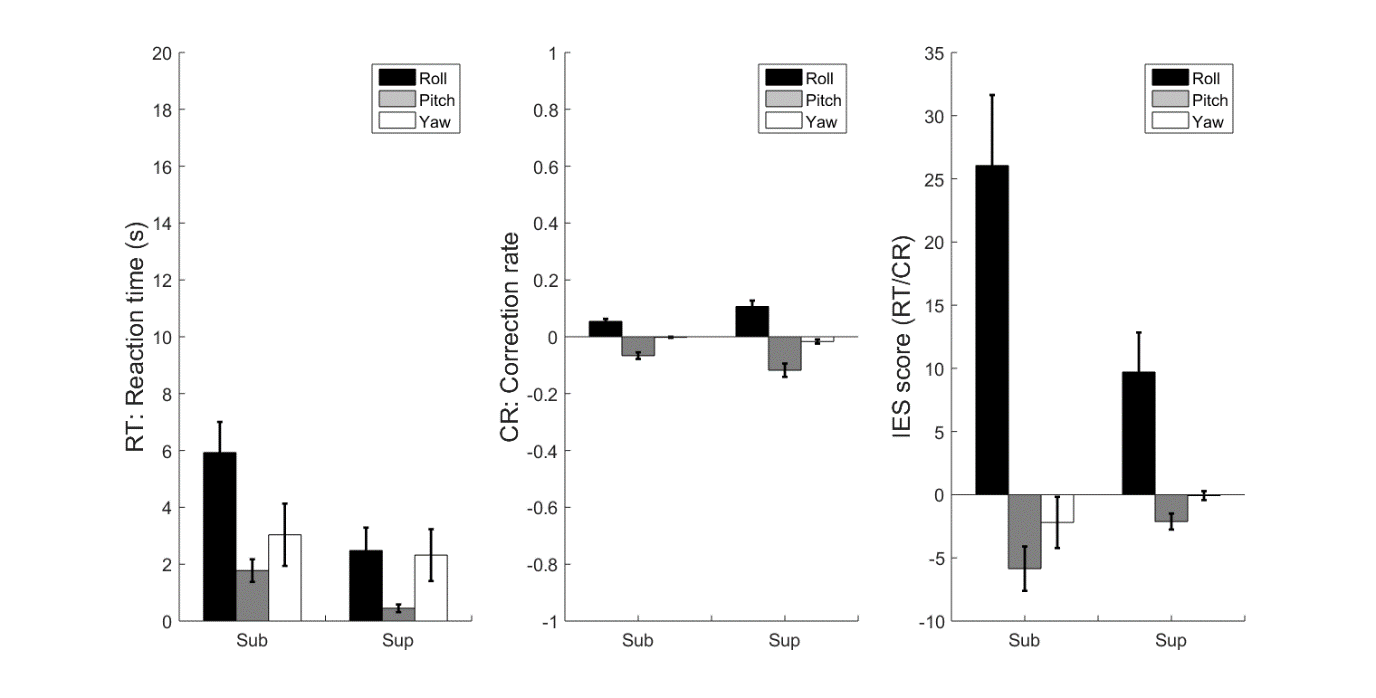 RT: Reaction time (s)
20
18
16
14
12
10
8
6
4
2
0
Roll
Pitch
Yaw
Sub
Sup
CR: Correction rate
1
0.8
0.6
0.4
0.2
0
-0.2
-0.4
-0.6
-0.8
-1
Roll
Pitch
Yaw
Sub
Sup
IES score (RT/CR)
35
30
25
20
15
10
5
0
-5
-10
Roll
Pitch
Yaw
Sub
Sup